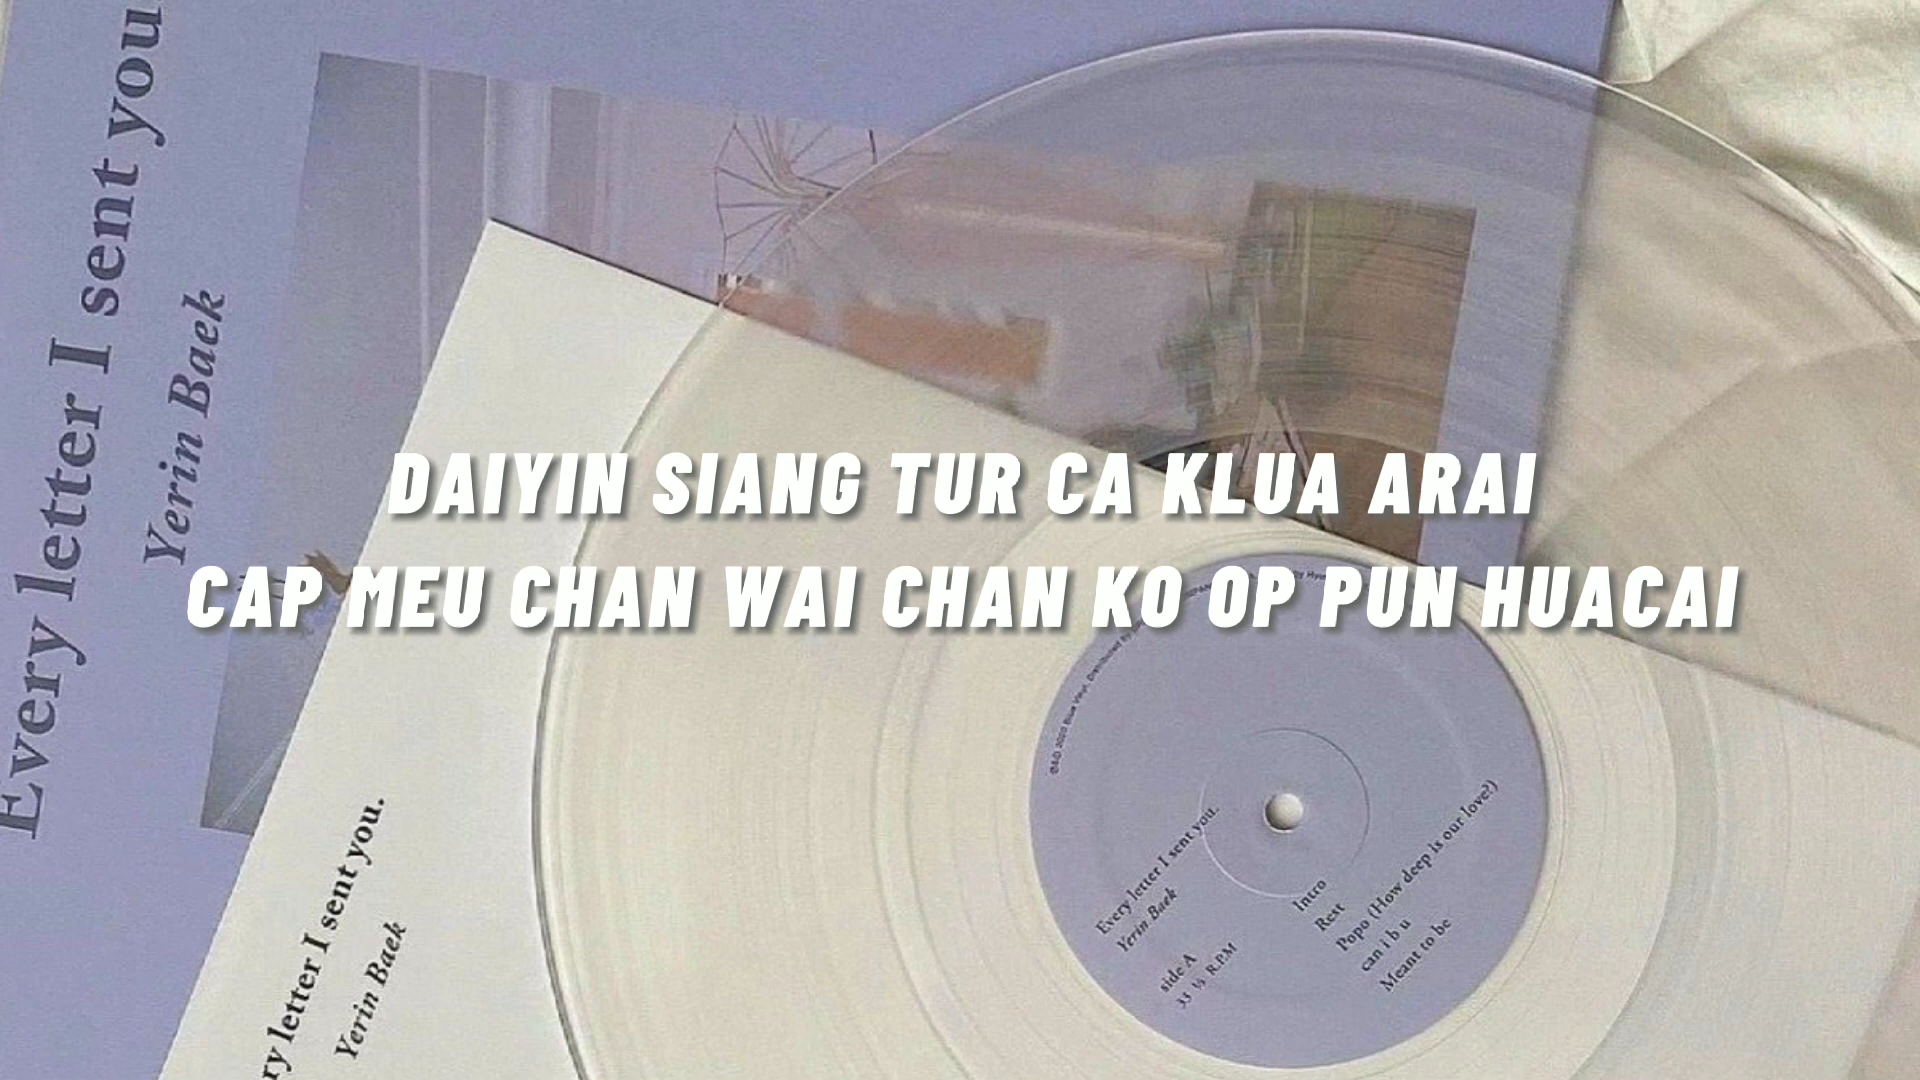 Every letter I sent you
Yerin Baek
DAIYIN SIANG TUR CA KLUA ARAI
CAP MEU CHAN WAI CHAN KO OP PUN HUACAI
ry letter I sent you.
Yerin Baek
Every letter I sent you.
Yerin Baek
side A
33 ⅓ R.P.M
Intro
Rest
Popo (How deep is our love?)
can i b u
Meant to be